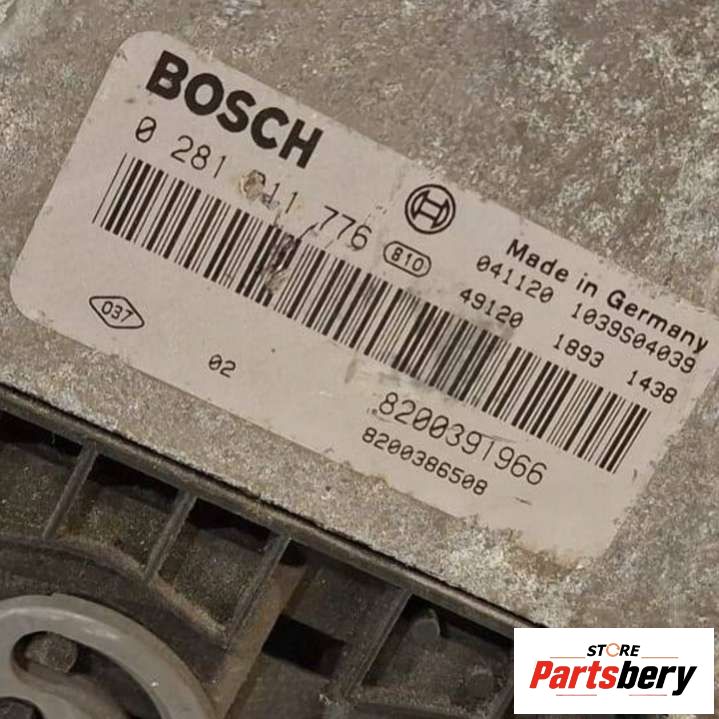 BOSCH
0 281 011 776
810
Made in Germany
041120 1039S04039
49120 1893 1438
037
02
8200391966
8200386508
STORE
Partsbery